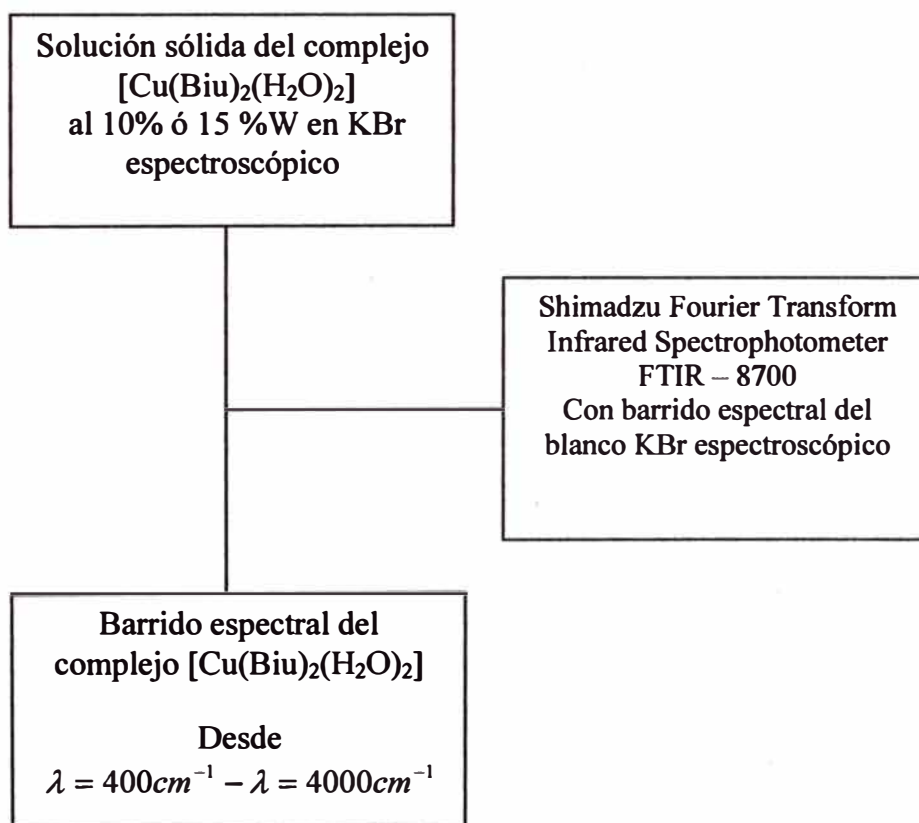 Solución sólida del complejo
[Cu(Biu)₂(H₂O)₂]
al 10% ó 15 %W en KBr
espectroscópico
Shimadzu Fourier Transform
Infrared Spectrophotometer
FTIR – 8700
Con barrido espectral del
blanco KBr espectroscópico
Barrido espectral del
complejo [Cu(Biu)₂(H₂O)₂]
Desde
λ = 400cm⁻¹ – λ = 4000cm⁻¹